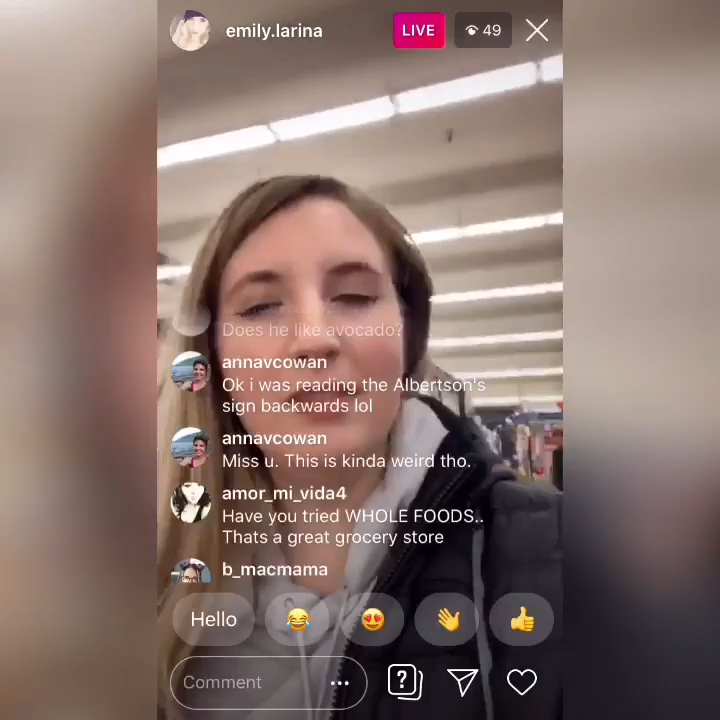 emily.larina
LIVE
49
Does he like avocado?
annavcowan
Ok i was reading the Albertson's
sign backwards lol
annavcowan
Miss u. This is kinda weird tho.
amor_mi_vida4
Have you tried WHOLE FOODS..
Thats a great grocery store
b_macmama
Hello
Comment